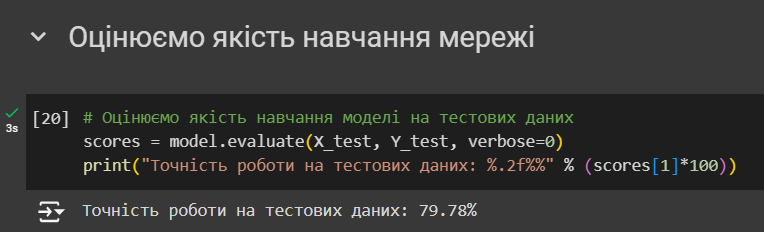 Оцінюємо якість навчання мережі
[20] # Оцінюємо якість навчання моделі на тестових даних
scores = model.evaluate(X_test, Y_test, verbose=0)
print("Точність роботи на тестових даних: %.2f%%" % (scores[1]*100))
3s
Точність роботи на тестових даних: 79.78%